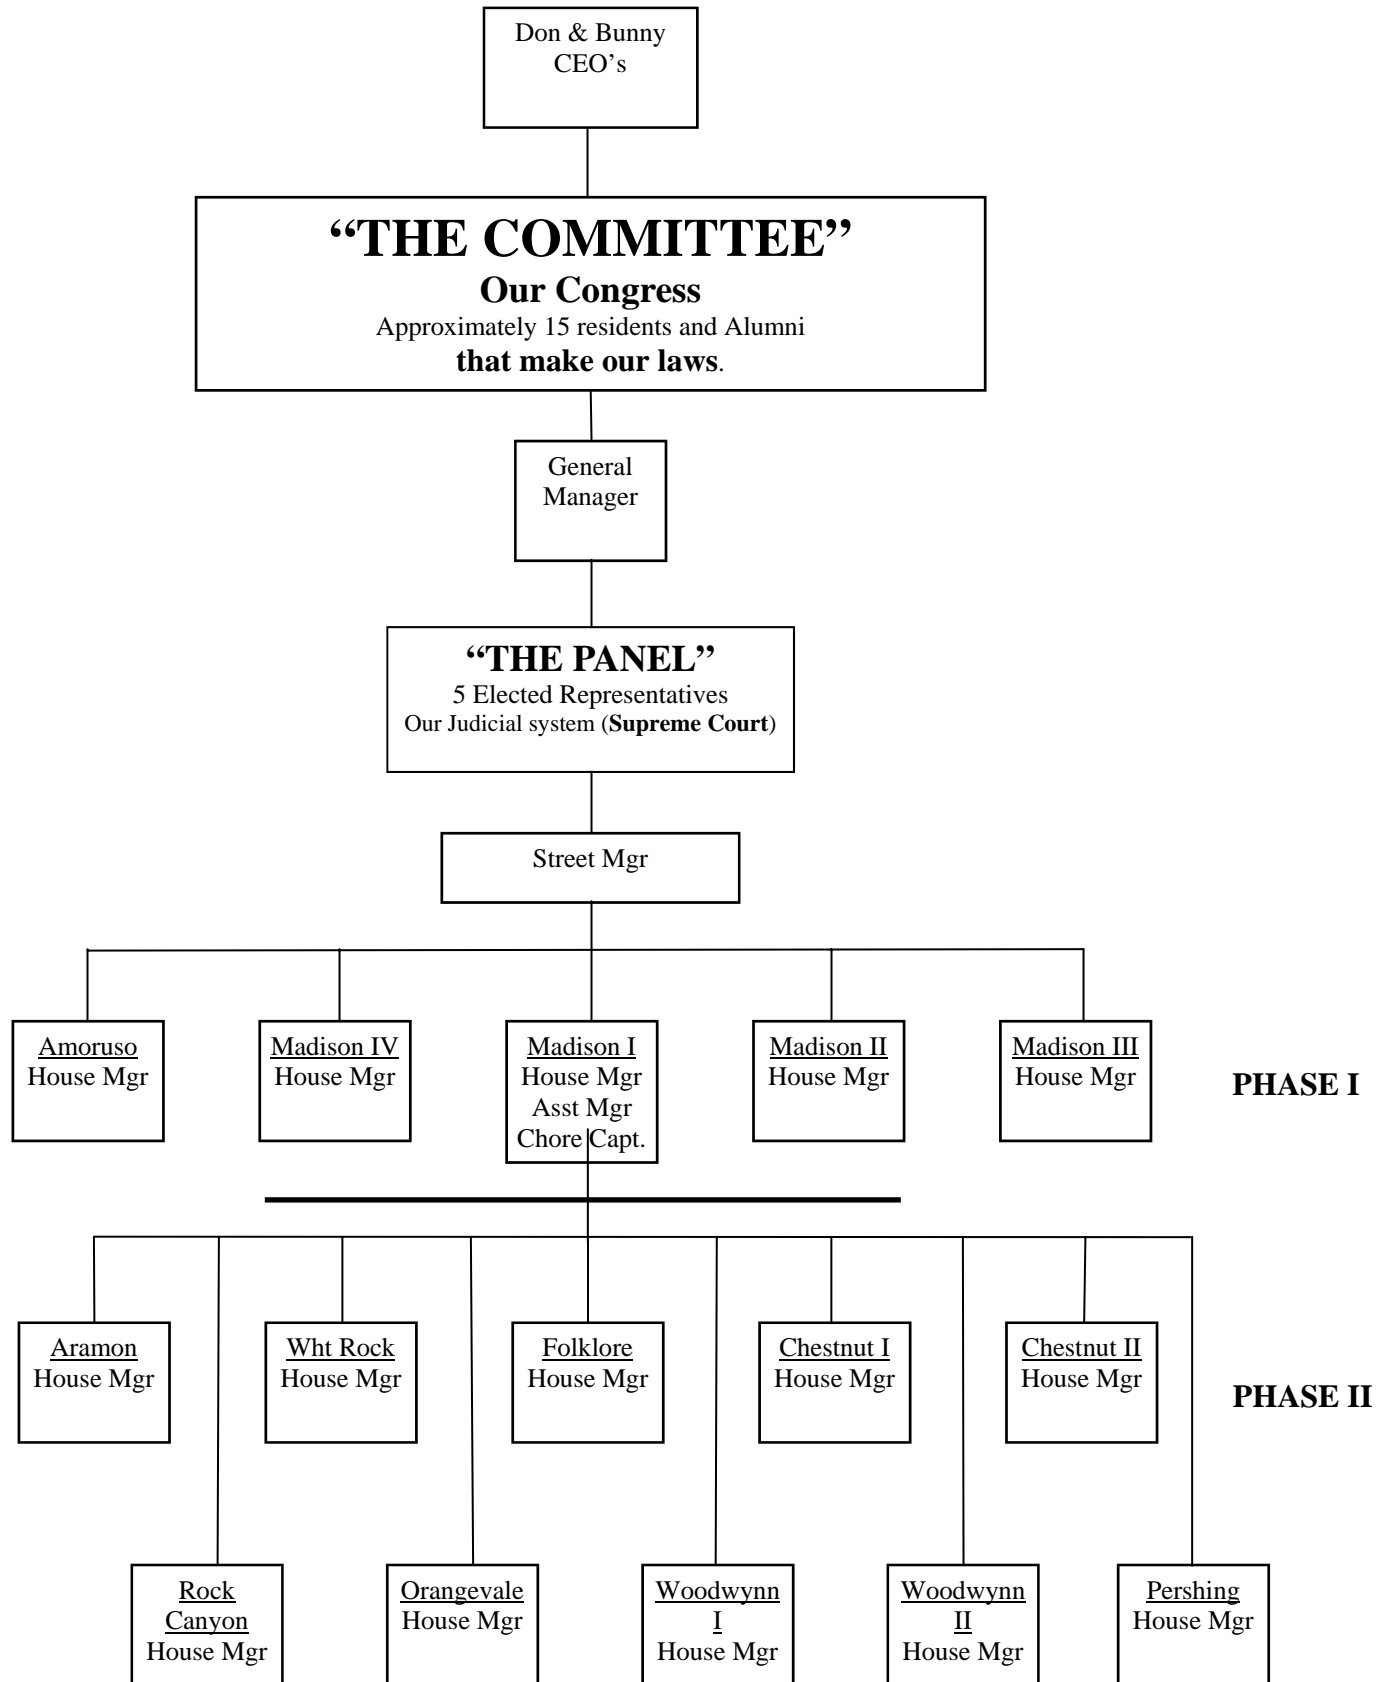 Don & Bunny
CEO’s
“THE COMMITTEE”
Our Congress
Approximately 15 residents and Alumni
that make our laws.
General
Manager
“THE PANEL”
5 Elected Representatives
Our Judicial system (Supreme Court)
Street Mgr
Amoruso
House Mgr
Madison IV
House Mgr
Madison I
House Mgr
Asst Mgr
Chore Capt.
Madison II
House Mgr
Madison III
House Mgr
PHASE I
Aramon
House Mgr
Wht Rock
House Mgr
Folklore
House Mgr
Chestnut I
House Mgr
Chestnut II
House Mgr
PHASE II
Rock
Canyon
House Mgr
Orangevale
House Mgr
Woodwynn
I
House Mgr
Woodwynn
II
House Mgr
Pershing
House Mgr